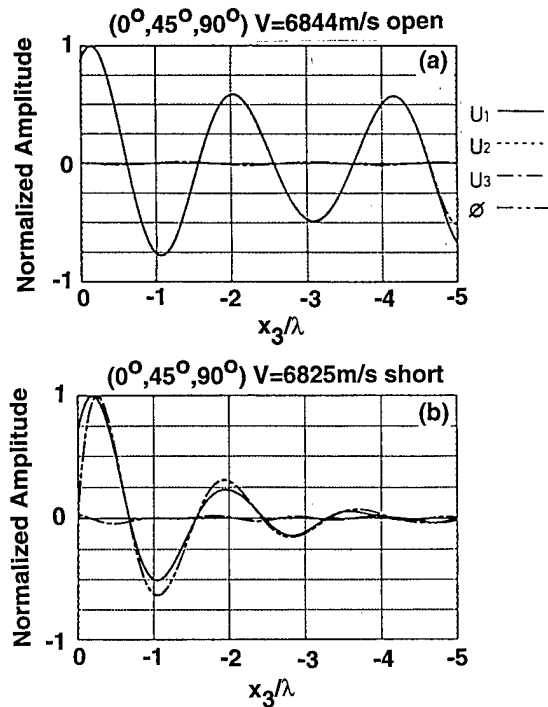 (0°,45°,90°) V=6844m/s open
(a)
Normalized Amplitude
1
0
-1
0 -1 -2 -3 -4 -5
x₃/λ
U₁
U₂
U₃
Ø
(0°,45°,90°) V=6825m/s short
(b)
Normalized Amplitude
1
0
-1
0 -1 -2 -3 -4 -5
x₃/λ